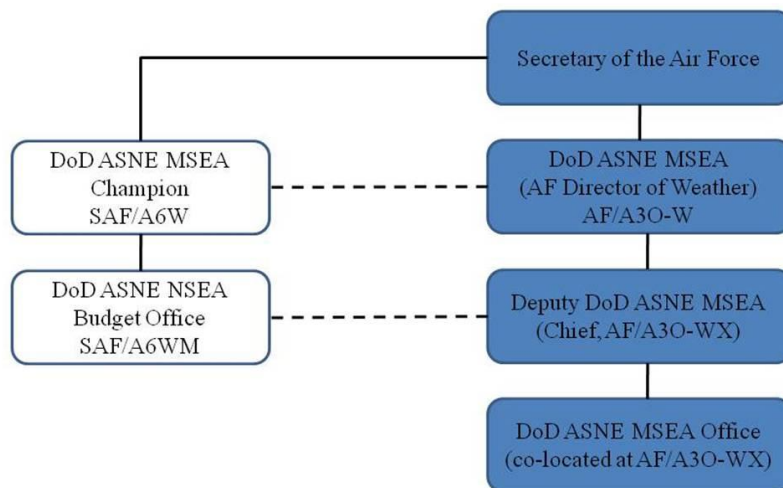 Secretary of the Air Force
DoD ASNE MSEA
Champion
SAF/A6W
DoD ASNE MSEA
(AF Director of Weather)
AF/A3O-W
DoD ASNE NSEA
Budget Office
SAF/A6WM
Deputy DoD ASNE MSEA
(Chief, AF/A3O-WX)
DoD ASNE MSEA Office
(co-located at AF/A3O-WX)